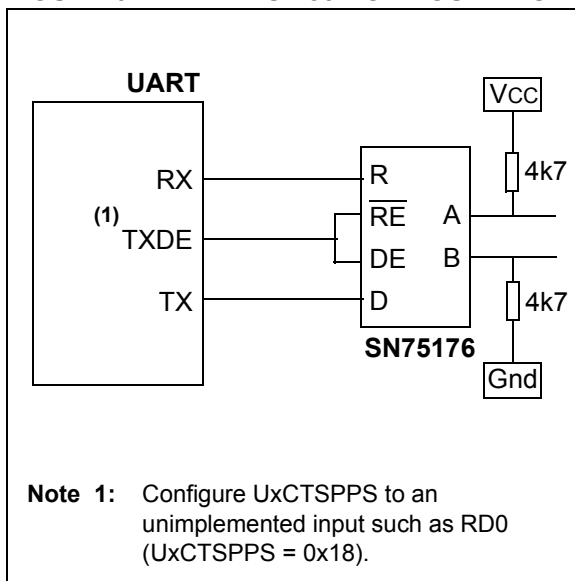 UART
VCC
RX
R
4k7
(1)
TXDE
RE
A
DE
B
TX
D
4k7
SN75176
Gnd
Note 1: Configure UxCTSPPS to an
unimplemented input such as RD0
(UxCTSPPS = 0x18).